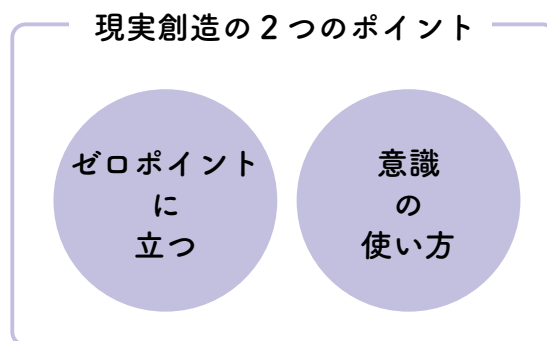 現実創造の2つのポイント
ゼロポイント
に
立つ
意識
の
使い方